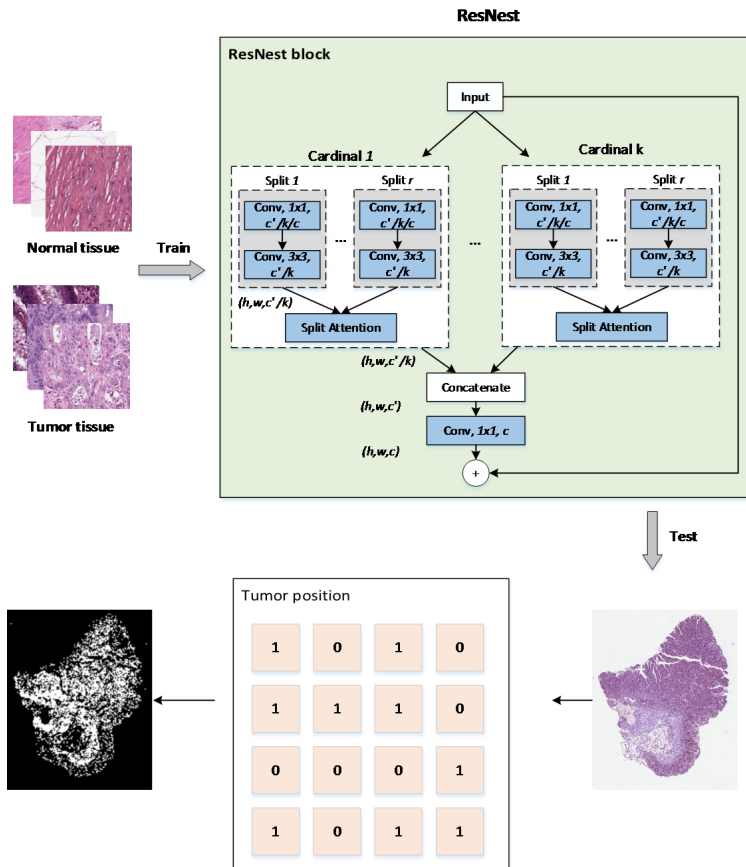 ResNest
ResNest block
Input
Cardinal 1
Cardinal k
Split 1
Split r
Split 1
Split r
Conv, 1x1,
c'/k/c
Conv, 1x1,
c'/k/c
Conv, 1x1,
c'/k/c
Conv, 1x1,
c'/k/c
...
...
...
Conv, 3x3,
c'/k
Conv, 3x3,
c'/k
Conv, 3x3,
c'/k
Conv, 3x3,
c'/k
(h,w,c'/k)
Split Attention
Split Attention
(h,w,c'/k)
Concatenate
(h,w,c')
Conv, 1x1, c
(h,w,c)
+
Normal tissue
Train
Tumor tissue
Test
Tumor position
1 0 1 0
1 1 1 0
0 0 0 1
1 0 1 1